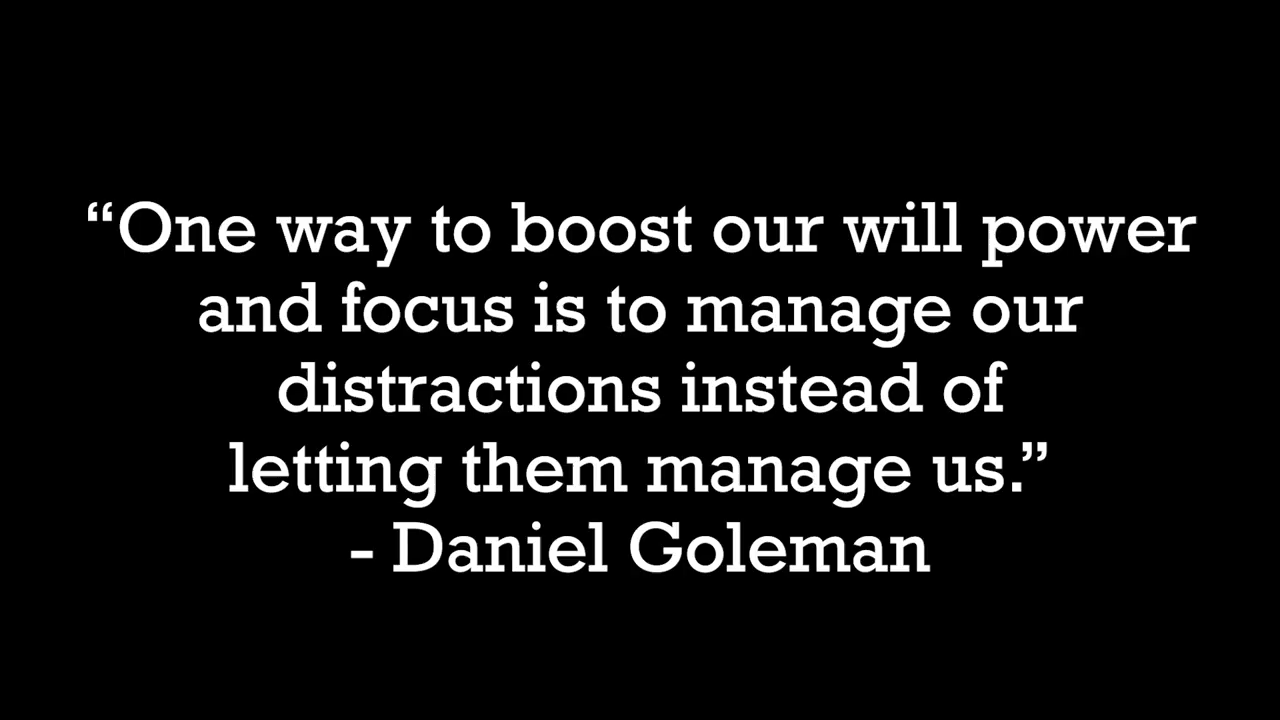 “One way to boost our will power
and focus is to manage our
distractions instead of
letting them manage us.”
- Daniel Goleman